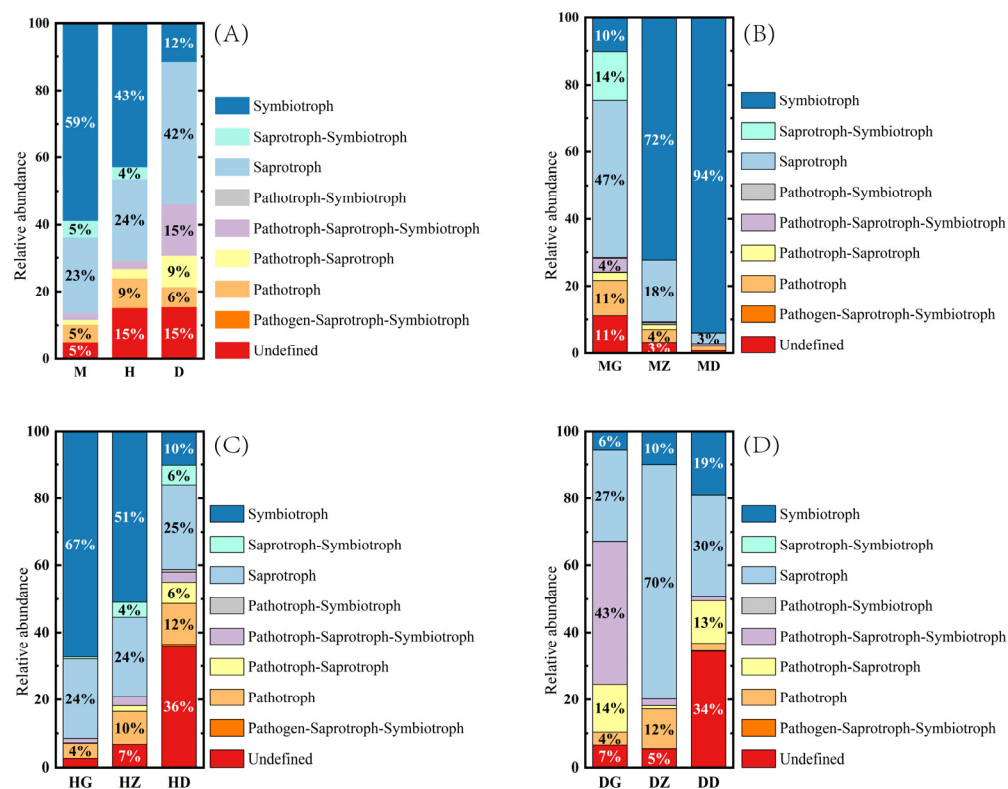 (A)
Relative abundance
100
80
60
40
20
0
59%
5%
23%
5%
5%
43%
4%
24%
9%
15%
12%
42%
15%
9%
6%
15%
M H D
Symbiotroph
Saprotroph-Symbiotroph
Saprotroph
Pathotroph-Symbiotroph
Pathotroph-Saprotroph-Symbiotroph
Pathotroph-Saprotroph
Pathotroph
Pathogen-Saprotroph-Symbiotroph
Undefined
(B)
Relative abundance
100
80
60
40
20
0
10%
14%
47%
4%
11%
11%
72%
18%
4%
3%
94%
3%
MG MZ MD
Symbiotroph
Saprotroph-Symbiotroph
Saprotroph
Pathotroph-Symbiotroph
Pathotroph-Saprotroph-Symbiotroph
Pathotroph-Saprotroph
Pathotroph
Pathogen-Saprotroph-Symbiotroph
Undefined
(C)
Relative abundance
100
80
60
40
20
0
67%
24%
4%
51%
4%
24%
10%
7%
10%
6%
25%
6%
12%
36%
HG HZ HD
Symbiotroph
Saprotroph-Symbiotroph
Saprotroph
Pathotroph-Symbiotroph
Pathotroph-Saprotroph-Symbiotroph
Pathotroph-Saprotroph
Pathotroph
Pathogen-Saprotroph-Symbiotroph
Undefined
(D)
Relative abundance
100
80
60
40
20
0
6%
27%
43%
14%
4%
7%
10%
70%
12%
5%
19%
30%
13%
34%
DG DZ DD
Symbiotroph
Saprotroph-Symbiotroph
Saprotroph
Pathotroph-Symbiotroph
Pathotroph-Saprotroph-Symbiotroph
Pathotroph-Saprotroph
Pathotroph
Pathogen-Saprotroph-Symbiotroph
Undefined